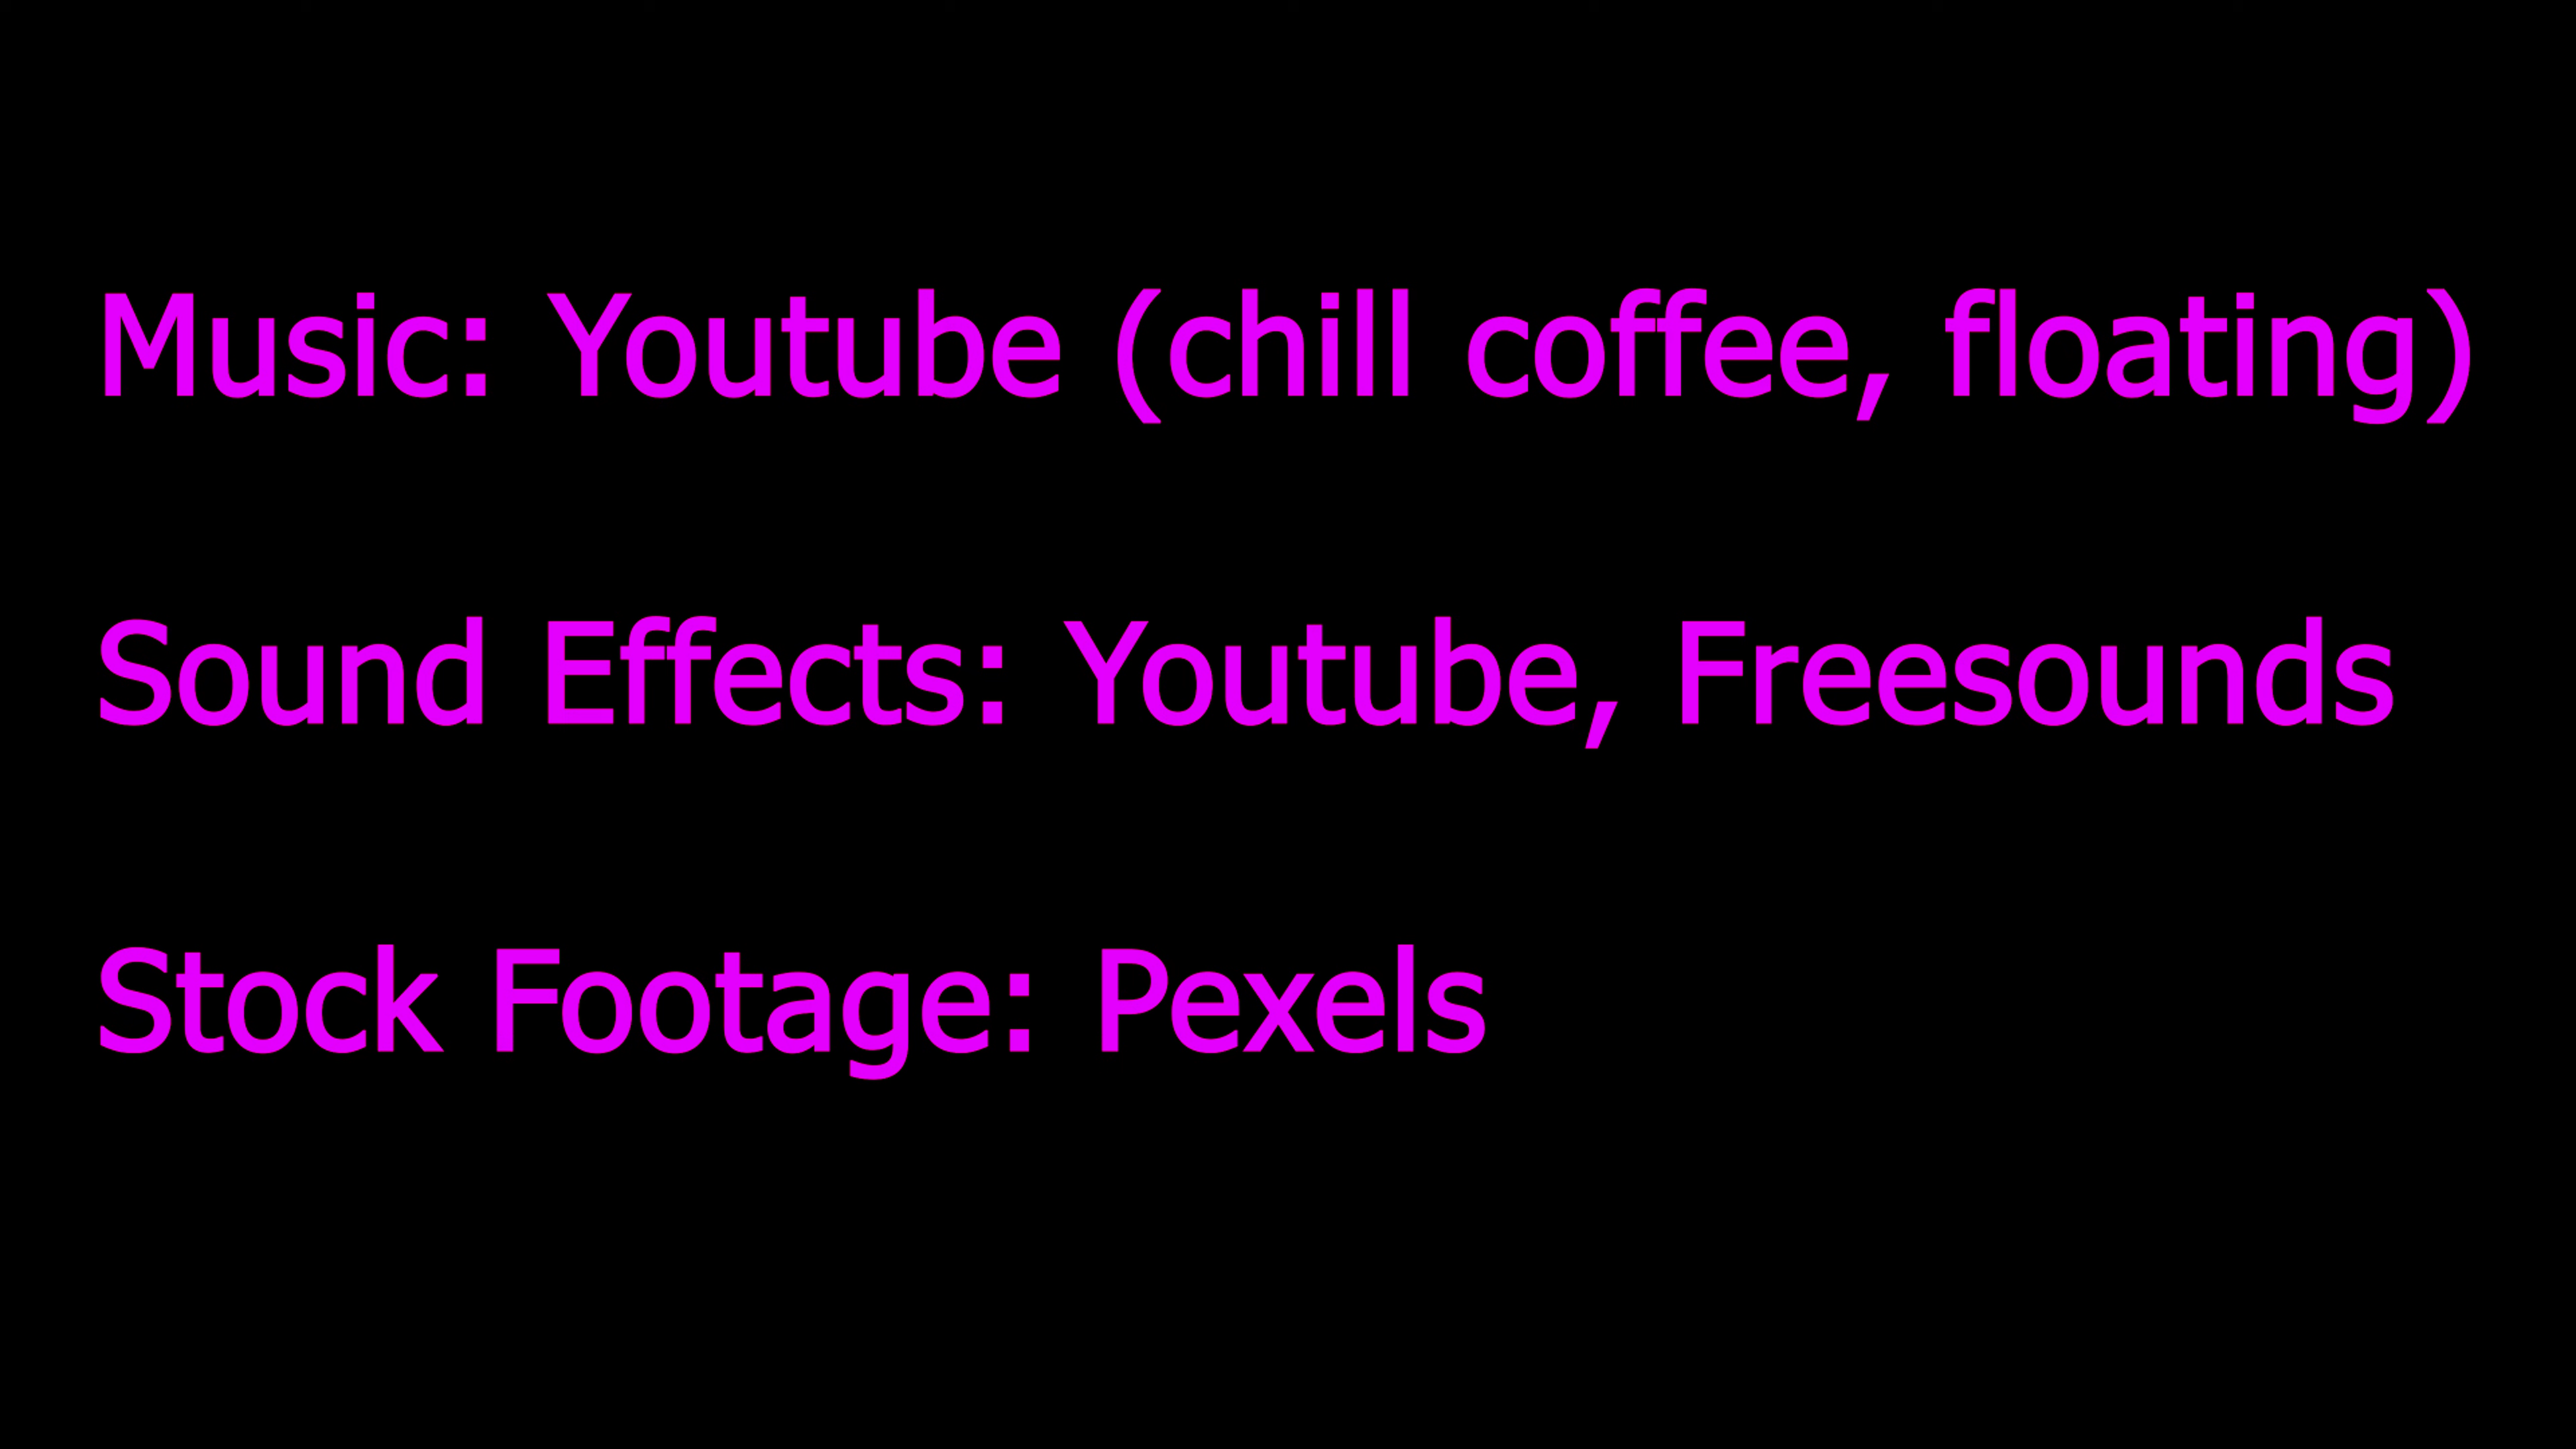 Music: Youtube (chill coffee, floating)
Sound Effects: Youtube, Freesounds
Stock Footage: Pexels